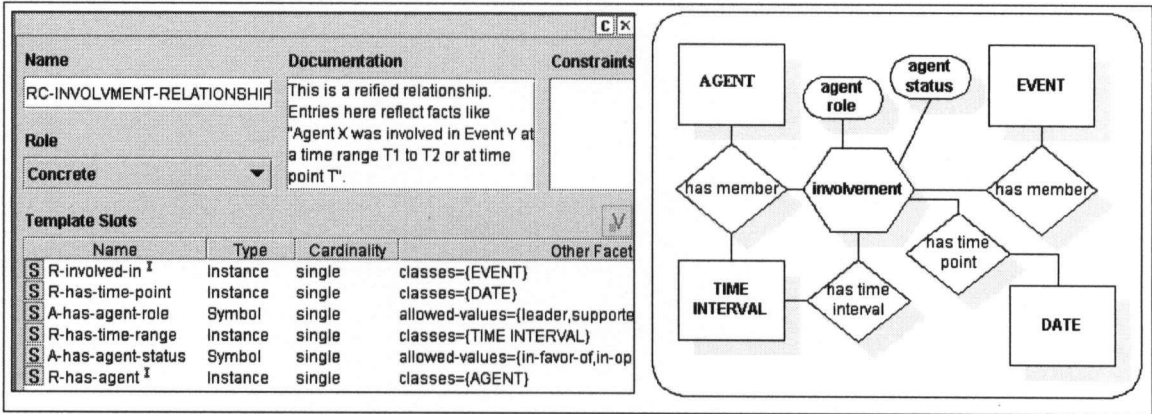 C ×
Name Documentation Constraints
RC-INVOLVMENT-RELATIONSHIP
This is a reified relationship.
Entries here reflect facts like
"Agent X was involved in Event Y at
a time range T1 to T2 or at time
point T".
Role
Concrete
Template Slots
V
Name Type Cardinality Other Facet
S R-involved-in I Instance single classes={EVENT}
S R-has-time-point Instance single classes={DATE}
S A-has-agent-role Symbol single allowed-values={leader,supporte
S R-has-time-range Instance single classes={TIME INTERVAL}
S A-has-agent-status Symbol single allowed-values={in-favor-of,in-op
S R-has-agent I Instance single classes={AGENT}
AGENT
agent
role
agent
status
EVENT
has member
involvement
has member
has time
point
TIME
INTERVAL
has time
interval
DATE